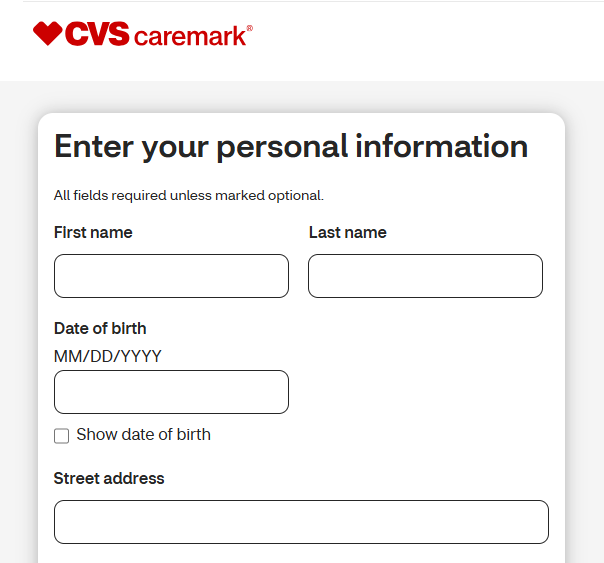 CVS caremark®
Enter your personal information
All fields required unless marked optional.
First name
Last name
Date of birth
MM/DD/YYYY
Show date of birth
Street address